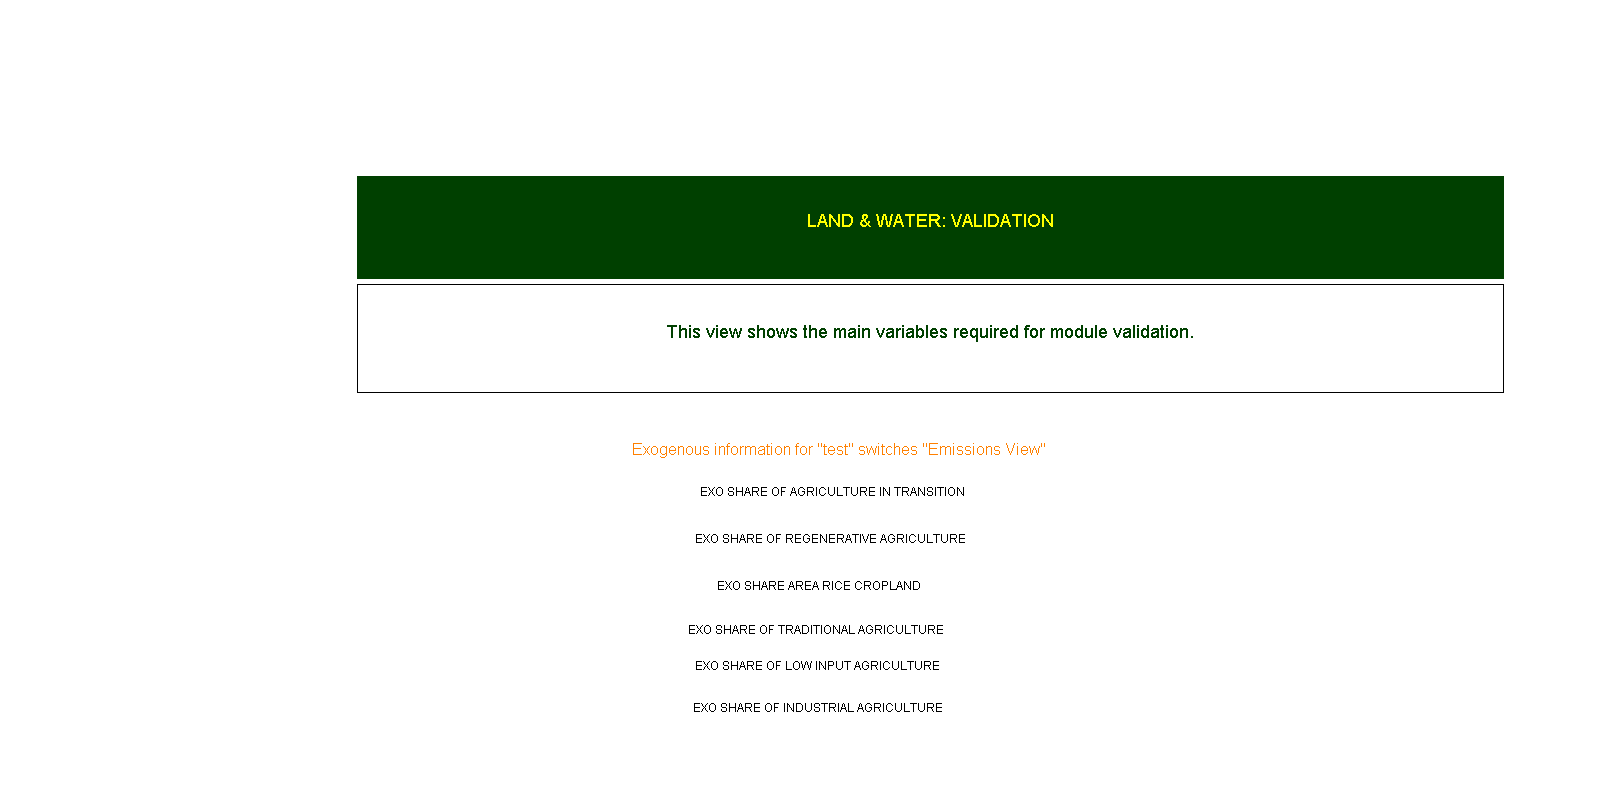 LAND & WATER: VALIDATION
This view shows the main variables required for module validation.
Exogenous information for "test" switches "Emissions View"
EXO SHARE OF AGRICULTURE IN TRANSITION
EXO SHARE OF REGENERATIVE AGRICULTURE
EXO SHARE AREA RICE CROPLAND
EXO SHARE OF TRADITIONAL AGRICULTURE
EXO SHARE OF LOW INPUT AGRICULTURE
EXO SHARE OF INDUSTRIAL AGRICULTURE